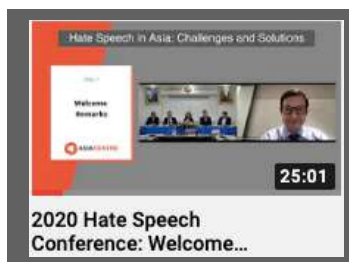 Hate Speech in Asia: Challenges and Solutions
Welcome
Remarks
ASIACENTRE
25:01
2020 Hate Speech
Conference: Welcome...